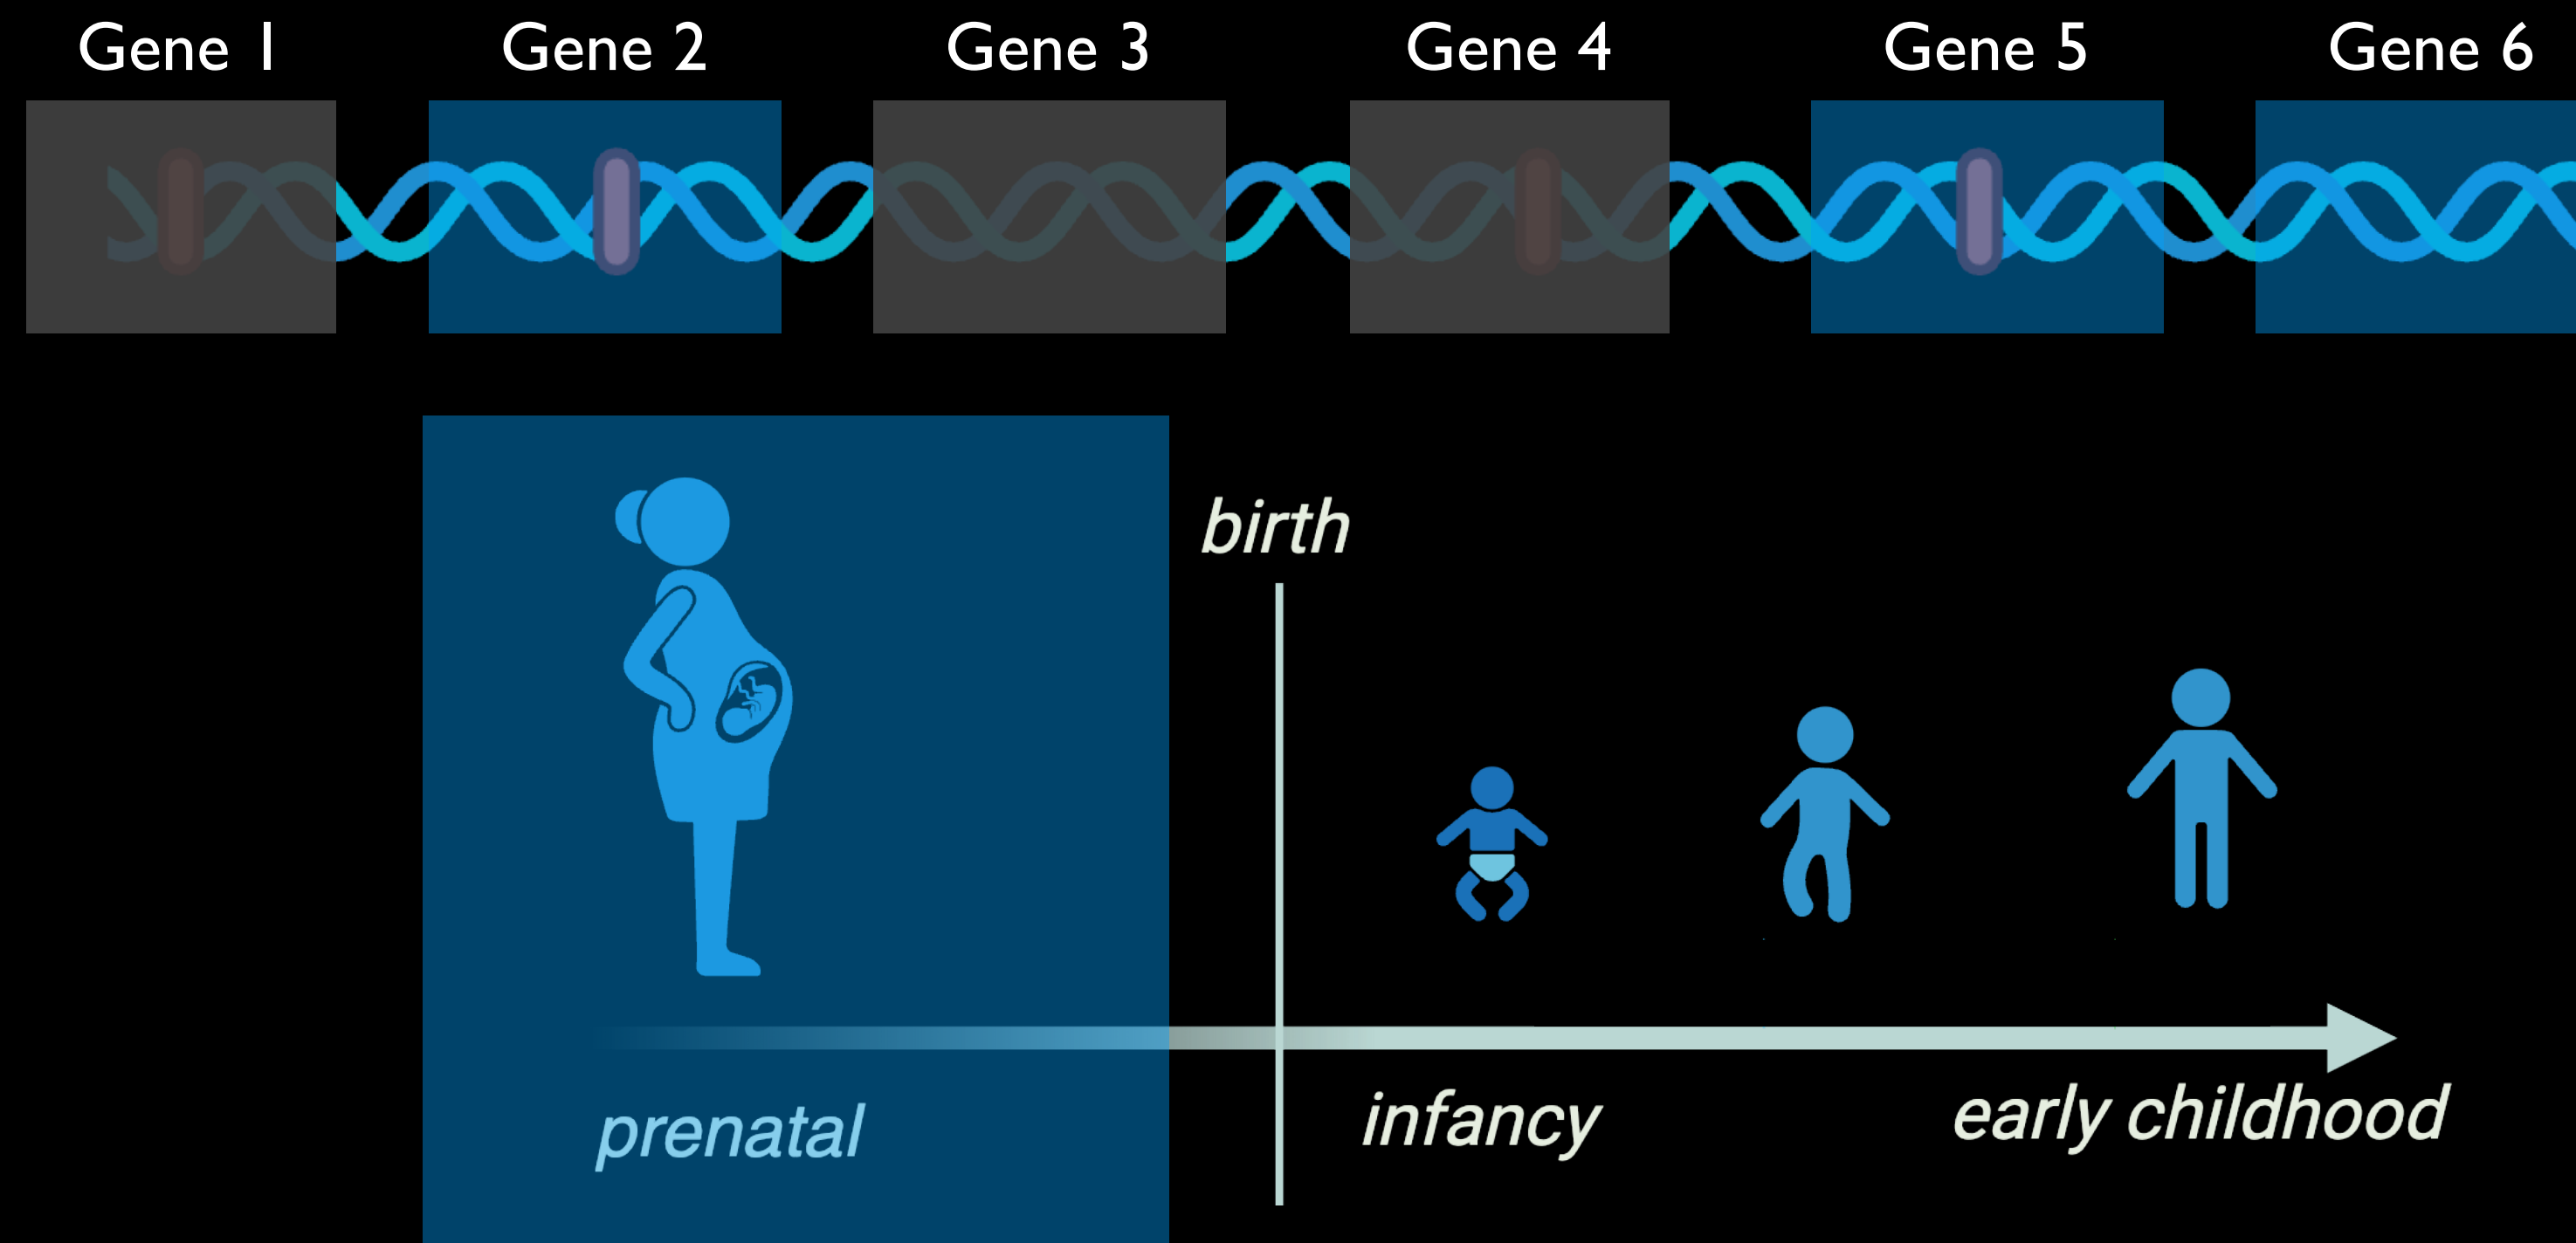 Gene 1
Gene 2
Gene 3
Gene 4
Gene 5
Gene 6
birth
prenatal
infancy
early childhood